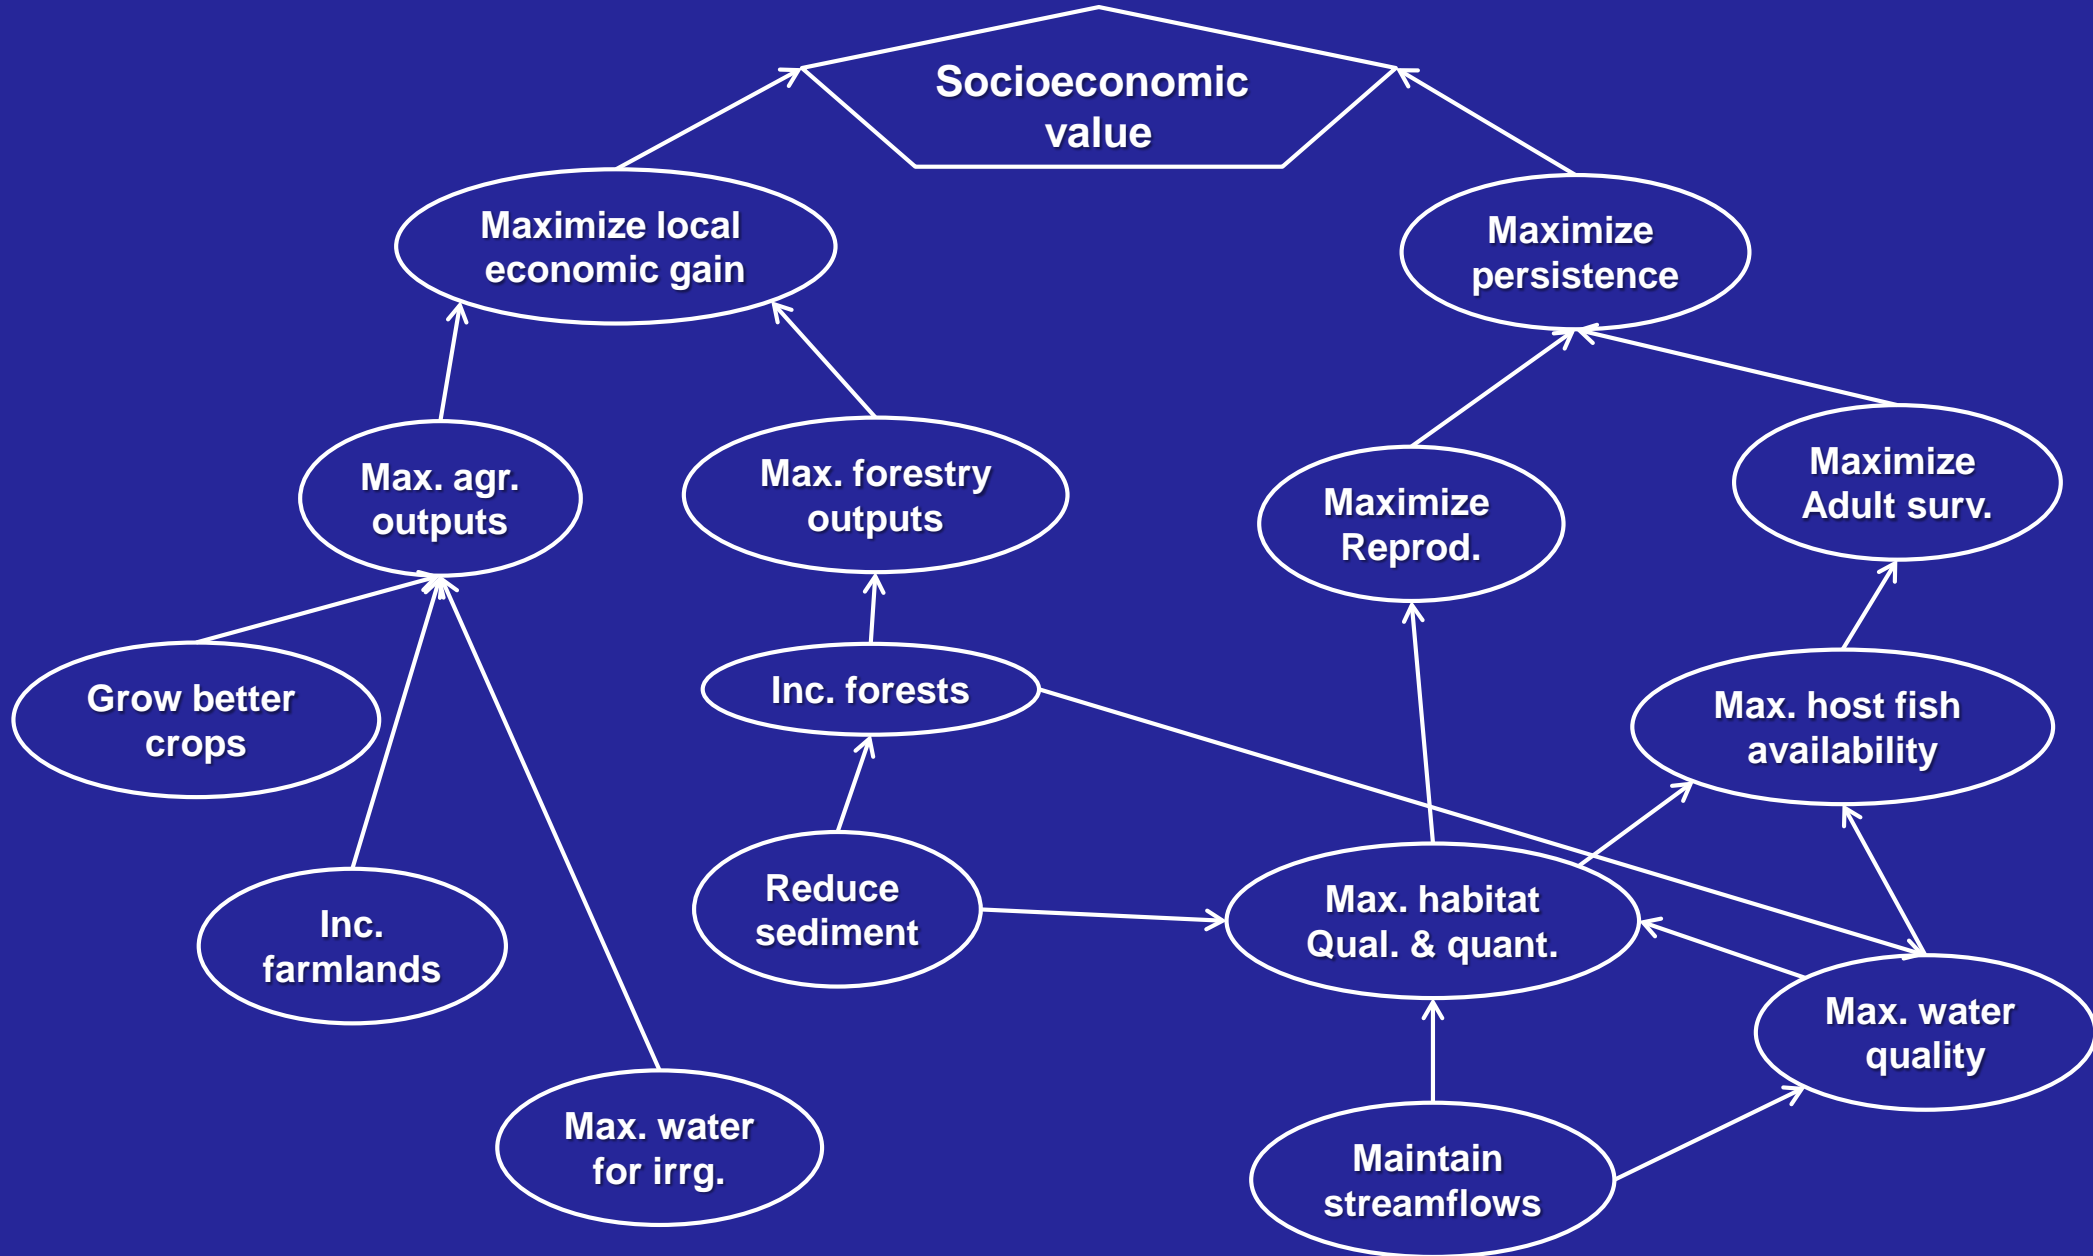 Socioeconomic
value
Maximize local
economic gain
Maximize
persistence
Max. agr.
outputs
Max. forestry
outputs
Maximize
Reprod.
Maximize
Adult surv.
Grow better
crops
Inc. forests
Max. host fish
availability
Inc.
farmlands
Reduce
sediment
Max. habitat
Qual. & quant.
Max. water
quality
Max. water
for irrg.
Maintain
streamflows